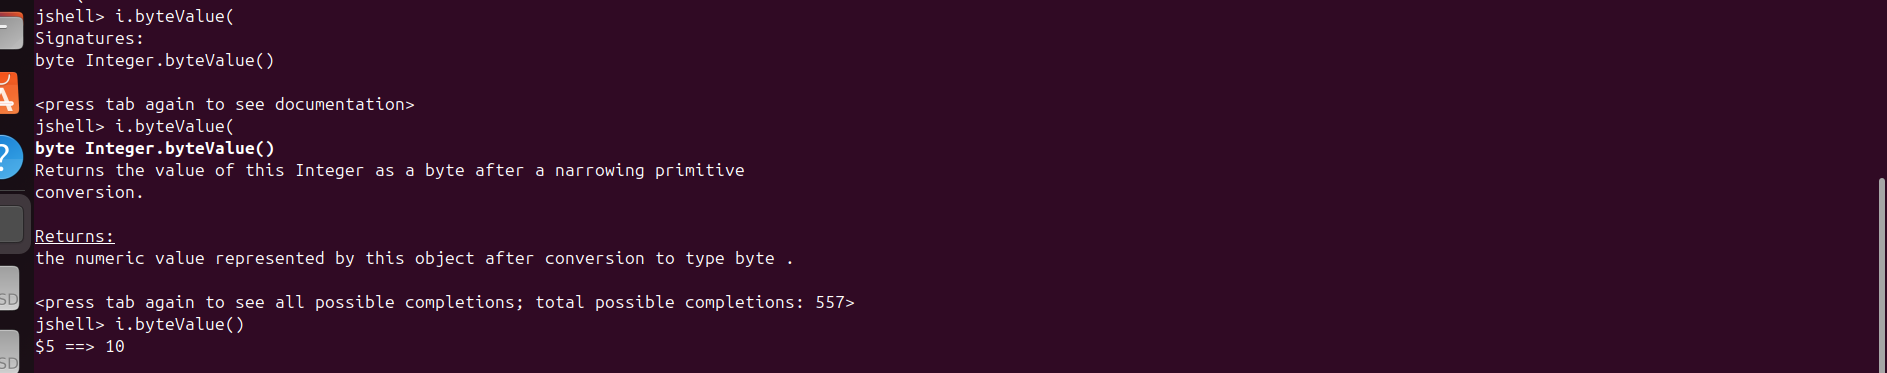 jshell> i.byteValue(
Signatures:
byte Integer.byteValue()
<press tab again to see documentation>
jshell> i.byteValue(
byte Integer.byteValue()
Returns the value of this Integer as a byte after a narrowing primitive
conversion.
Returns:
the numeric value represented by this object after conversion to type byte .
<press tab again to see all possible completions; total possible completions: 557>
jshell> i.byteValue()
$5 ==> 10
?
SD
SD